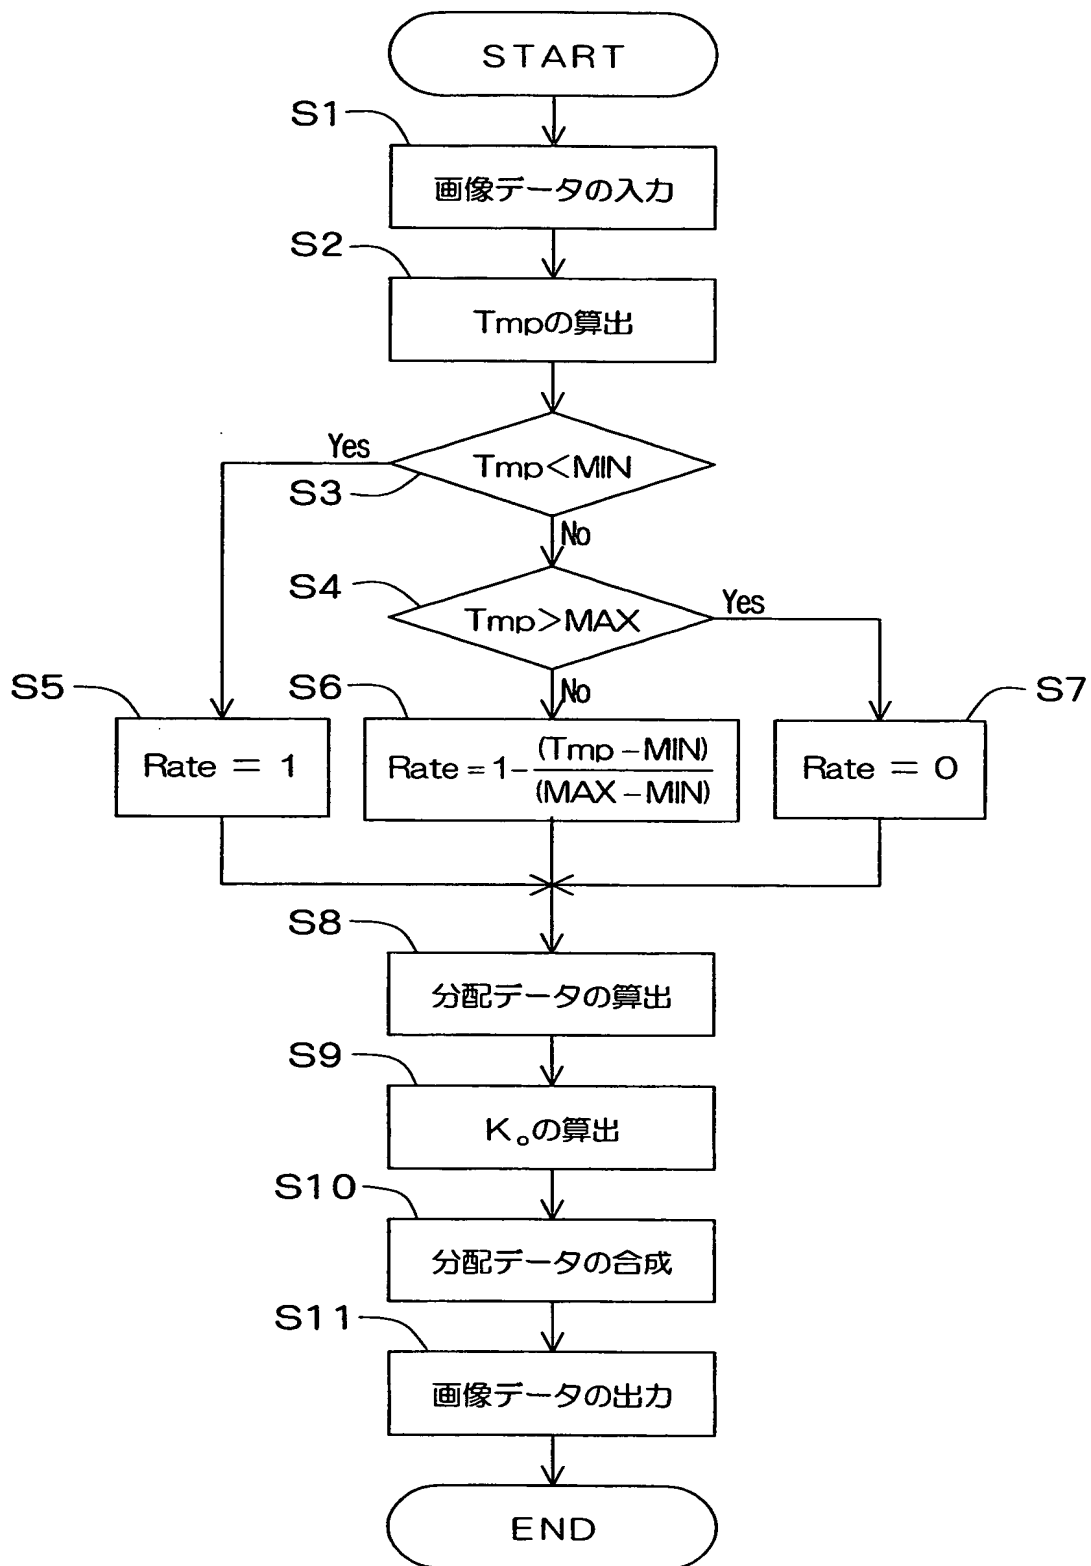 START
S1
画像データの入力
S2
Tmpの算出
Yes
Tmp<MIN
S3
No
S4
Tmp>MAX
Yes
S5
S6
No
S7
Rate = 1
Rate = 1 - (Tmp - MIN) / (MAX - MIN)
Rate = 0
S8
分配データの算出
S9
K。の算出
S10
分配データの合成
S11
画像データの出力
END